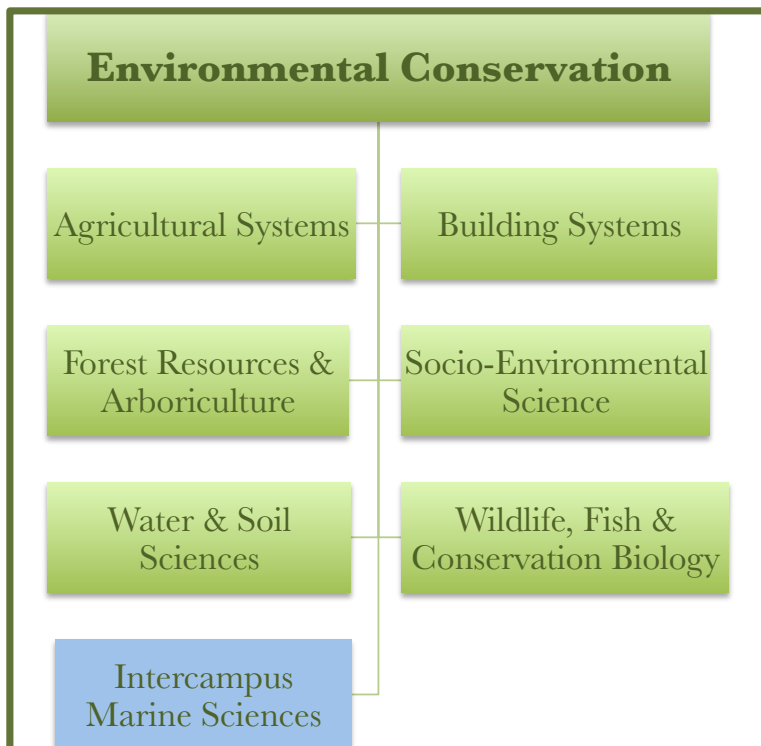 Environmental Conservation
Agricultural Systems
Building Systems
Forest Resources &
Arboriculture
Socio-Environmental
Science
Water & Soil
Sciences
Wildlife, Fish &
Conservation Biology
Intercampus
Marine Sciences